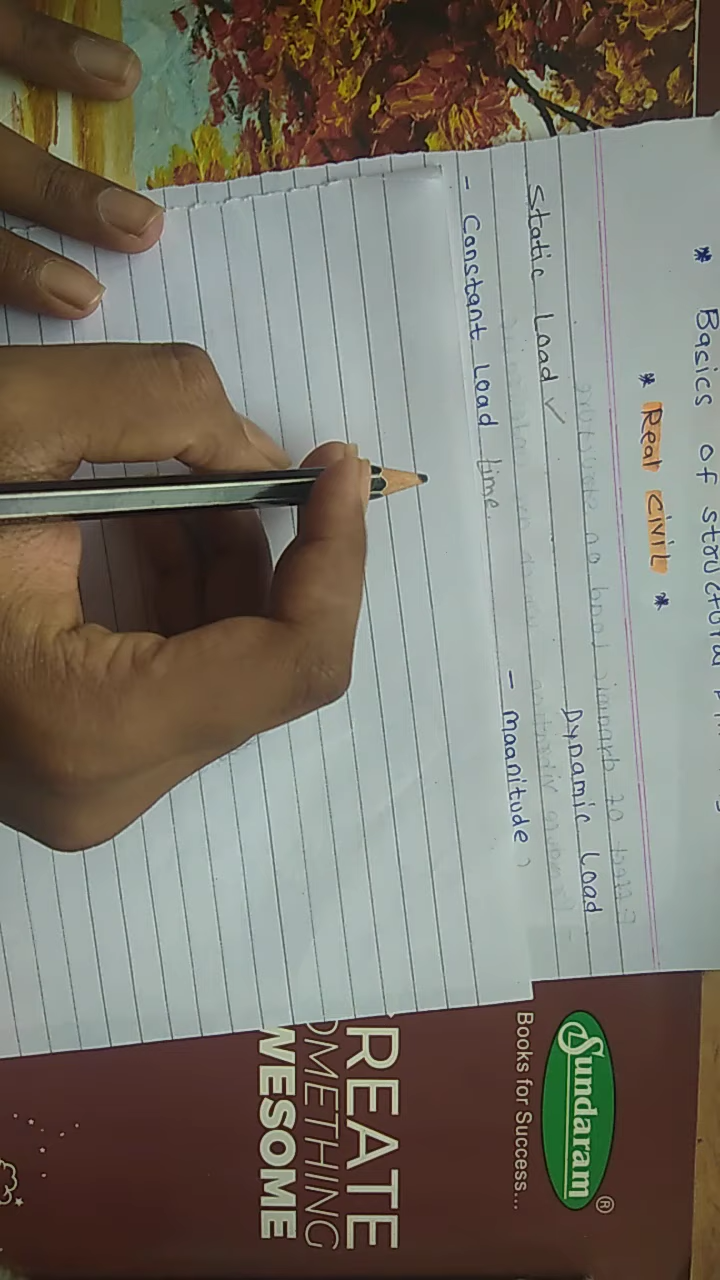 * Basics of structural
* Real civil *
Static Load ✓ Dynamic Load
- Constant Load time.
- Maanitude
Sundaram®
Books for Success...
REATE
OMETHING
WESOME